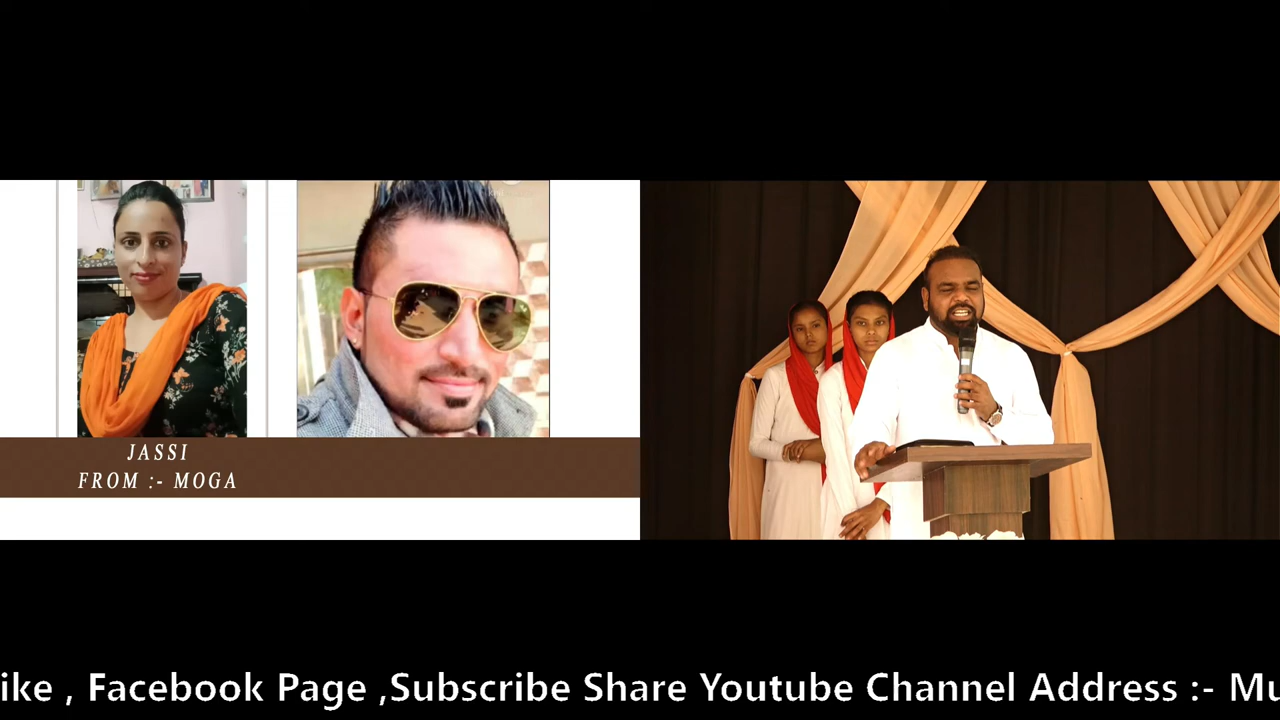 JASSI
FROM :- MOGA
ike , Facebook Page ,Subscribe Share Youtube Channel Address :- Mu